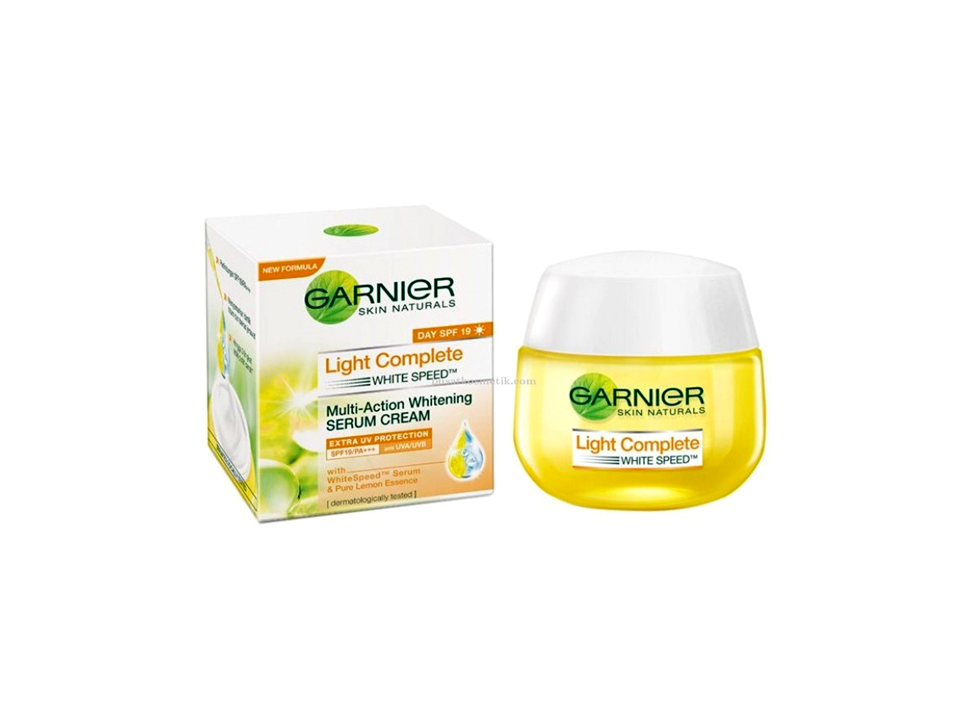 NEW FORMULA
GARNIER
SKIN NATURALS
DAY SPF 19
Light Complete
WHITE SPEED™
Multi-Action Whitening
SERUM CREAM
EXTRA UV PROTECTION
SPF19/PA+++ with UVA/UVB
with
WhiteSpeed™ Serum
& Pure Lemon Essence
[ dermatologically tested ]
GARNIER
SKIN NATURALS
Light Complete
WHITE SPEED™